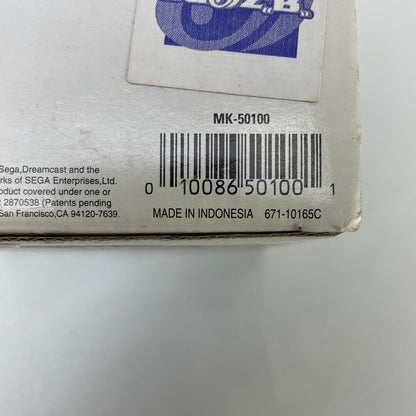 MK-50100
Sega,Dreamcast and the
rks of SEGA Enterprises,Ltd.
oduct covered under one or
2870538 (Patents pending
San Francisco,CA 94120-7639.
0 10086 50100 1
MADE IN INDONESIA 671-10165C